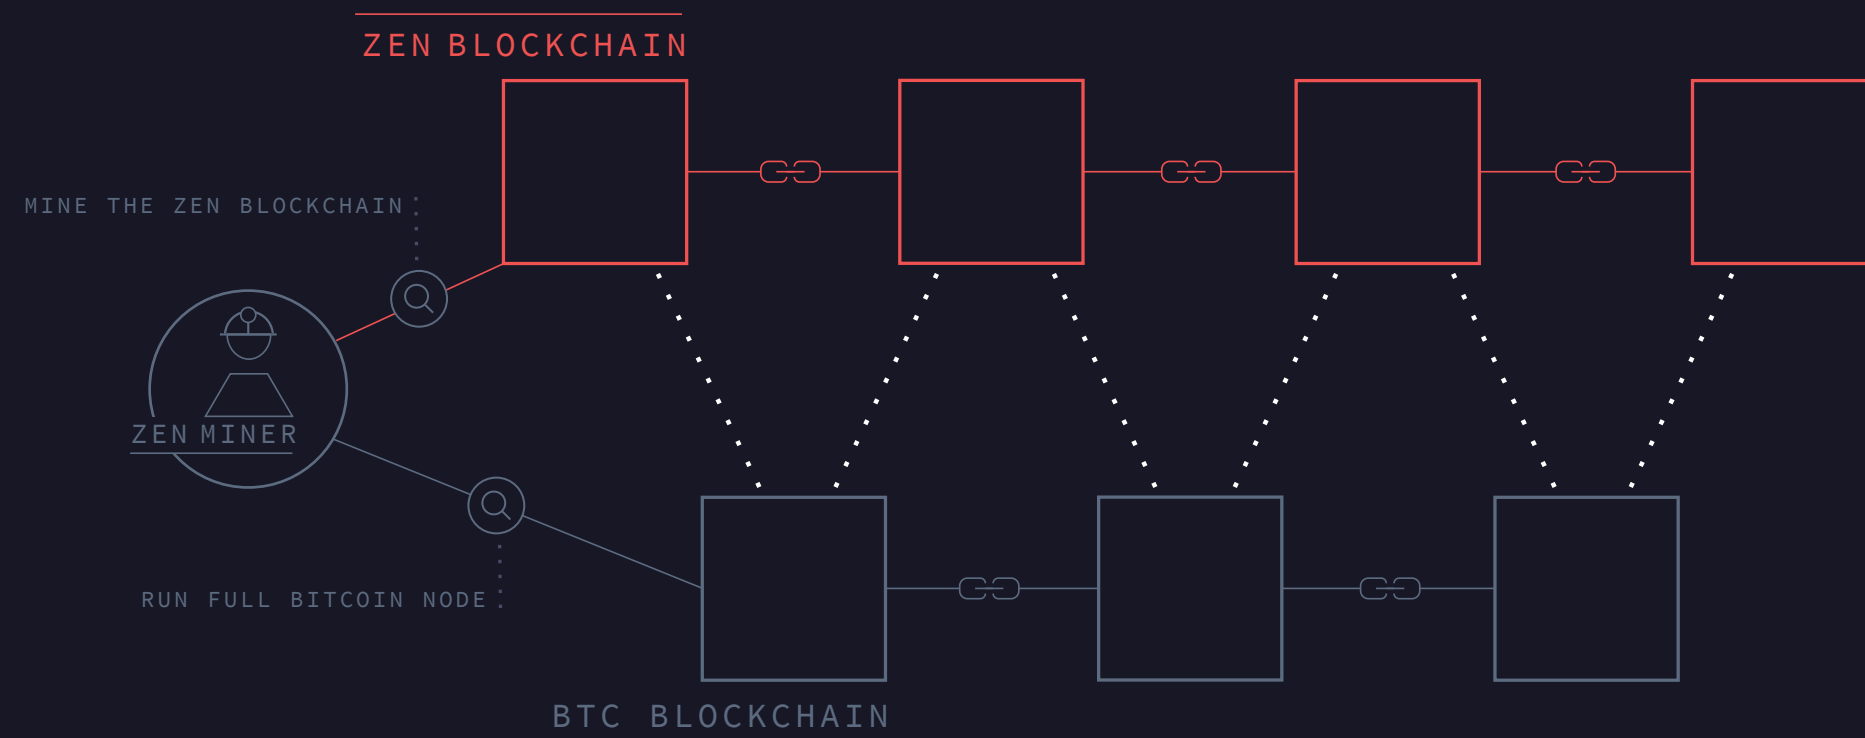 ZEN BLOCKCHAIN
MINE THE ZEN BLOCKCHAIN
ZEN MINER
RUN FULL BITCOIN NODE
BTC BLOCKCHAIN